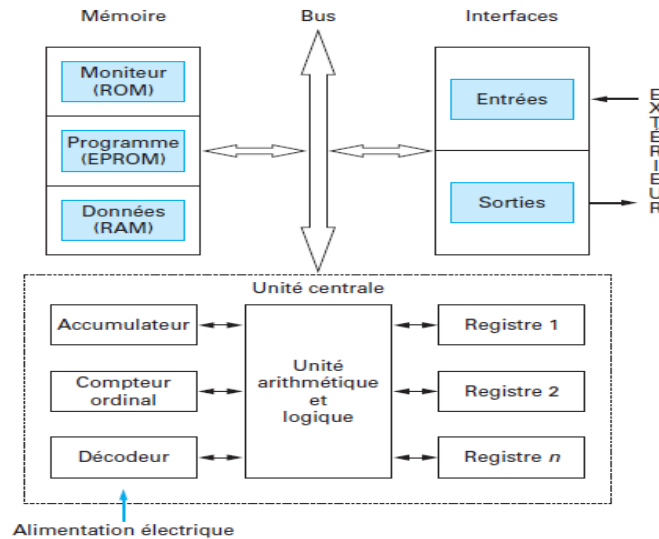 Mémoire
Bus
Interfaces
Moniteur
(ROM)
Programme
(EPROM)
Données
(RAM)
Entrées
Sorties
EXTÉRIEUR
Unité centrale
Accumulateur
Compteur
ordinal
Décodeur
Unité
arithmétique
et
logique
Registre 1
Registre 2
Registre n
Alimentation électrique